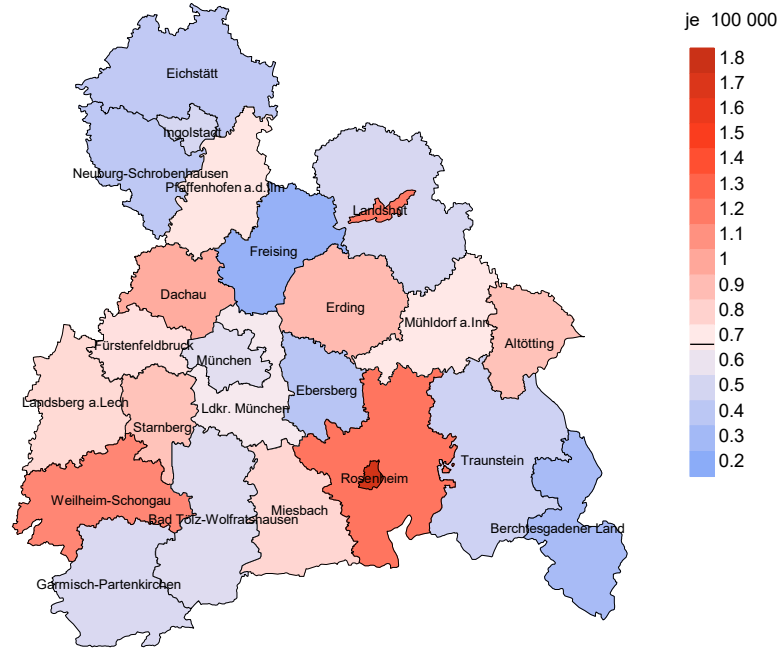 je 100 000
1.8
1.7
1.6
1.5
1.4
1.3
1.2
1.1
1
0.9
0.8
0.7
0.6
0.5
0.4
0.3
0.2
Eichstätt
Ingolstadt
Neuburg-Schrobenhausen
Pfaffenhofen a.d.Ilm
Landshut
Freising
Dachau
Erding
Mühldorf a.Inn
Altötting
Fürstenfeldbruck
München
Ebersberg
Landsberg a.Lech
Ldkr. München
Starnberg
Traunstein
Rosenheim
Weilheim-Schongau
Miesbach
Bad Tölz-Wolfratshausen
Berchtesgadener Land
Garmisch-Partenkirchen